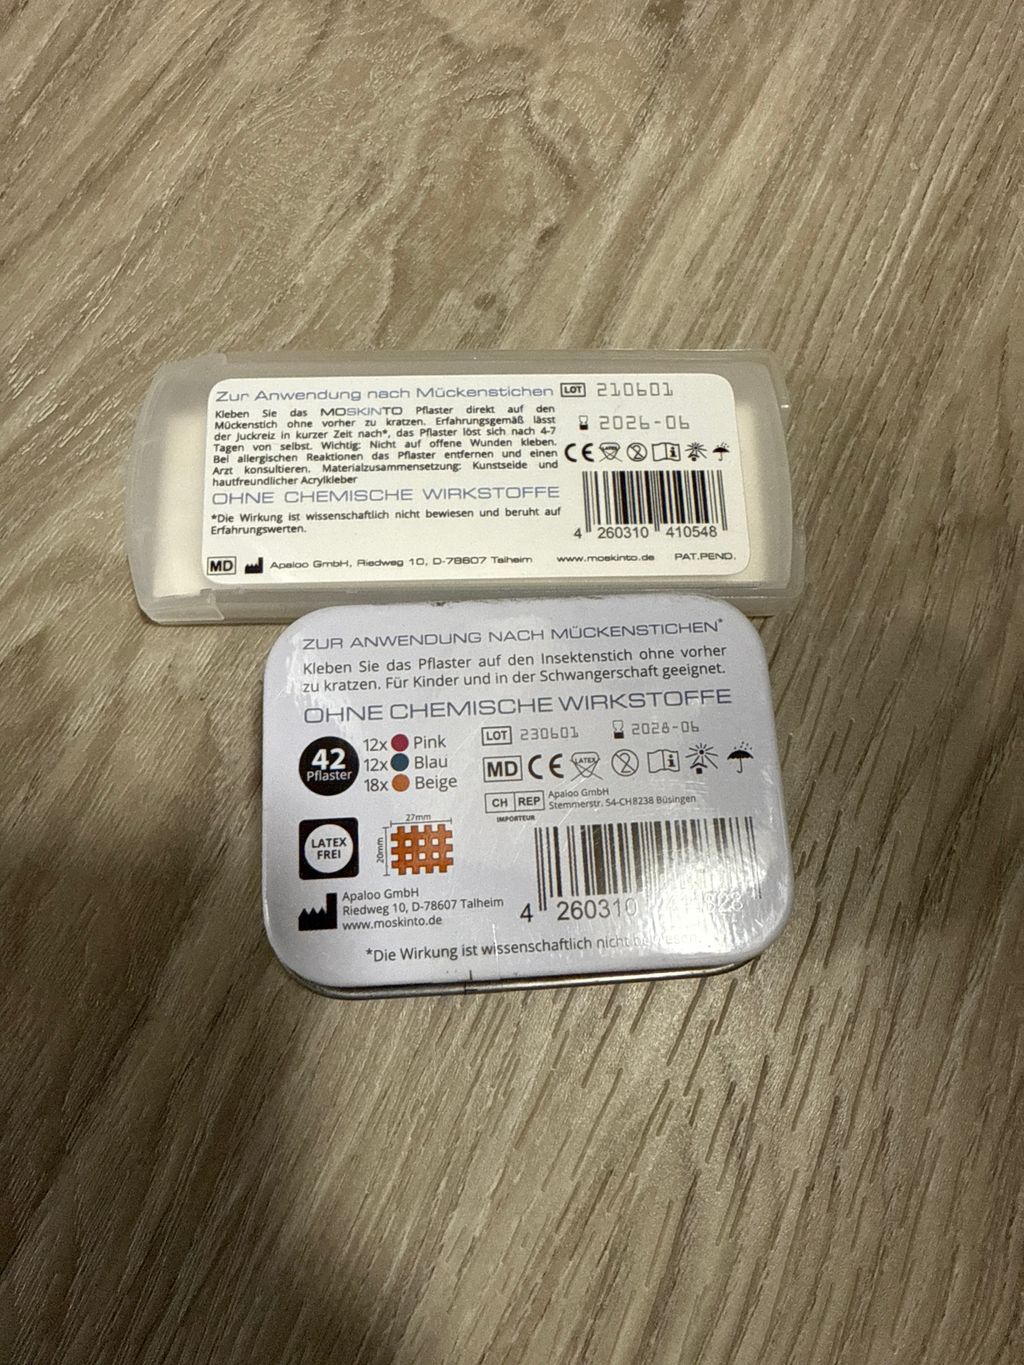 Zur Anwendung nach Mückenstichen
LOT 210601
2026-06
Kleben Sie das MOSKINTO Pflaster direkt auf den
Mückenstich ohne vorher zu kratzen. Erfahrungsgemäß lässt
der Juckreiz in kurzer Zeit nach*, das Pflaster löst sich nach 4-7
Tagen von selbst. Wichtig: Nicht auf offene Wunden kleben.
Bei allergischen Reaktionen das Pflaster entfernen und einen
Arzt konsultieren. Materialzusammensetzung: Kunstseide und
hautfreundlicher Acrylkleber
OHNE CHEMISCHE WIRKSTOFFE
*Die Wirkung ist wissenschaftlich nicht bewiesen und beruht auf
Erfahrungswerten.
CE 2
4 260310 410548
MD Apaloo GmbH, Riedweg 10, D-78607 Talheim www.moskinto.de PAT.PEND.
ZUR ANWENDUNG NACH MÜCKENSTICHEN*
Kleben Sie das Pflaster auf den Insektenstich ohne vorher
zu kratzen. Für Kinder und in der Schwangerschaft geeignet.
OHNE CHEMISCHE WIRKSTOFFE
42
Pflaster
12x Pink
12x Blau
18x Beige
LOT 230601 2028-06
MD CE LATEX 2
CH REP
IMPORTEUR
Apaloo GmbH
Stemmerstr. 54-CH8238 Büsingen
LATEX
FREI
27mm
20mm
Apaloo GmbH
Riedweg 10, D-78607 Talheim
www.moskinto.de
4 260310
*Die Wirkung ist wissenschaftlich nicht bewiesen.